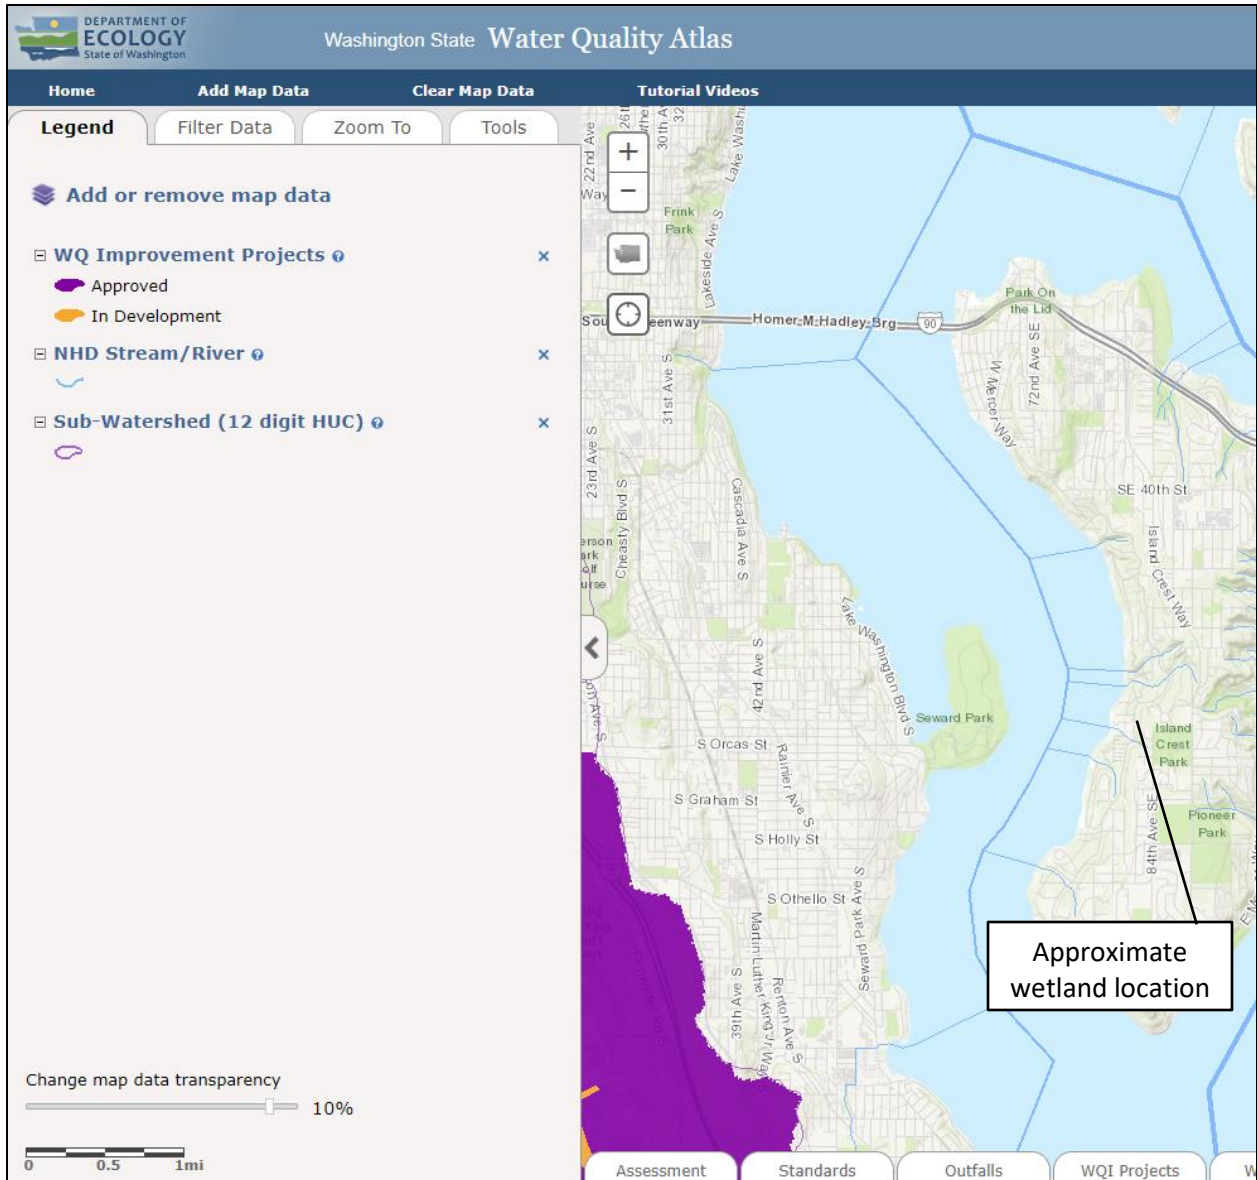 DEPARTMENT OF
ECOLOGY
State of Washington
Washington State Water Quality Atlas
Home Add Map Data Clear Map Data Tutorial Videos
Legend Filter Data Zoom To Tools
Add or remove map data
WQ Improvement Projects
Approved
In Development
NHD Stream/River
Sub-Watershed (12 digit HUC)
Change map data transparency
10%
0 0.5 1mi
22nd Ave
Way
30th A
32
Lake Wash
Frink
Park
Lakeside Ave S
Homer M Hadley Brg
90
Park On
the Lid
72nd Ave SE
W Mercer Way
31st Ave S
23rd Ave S
Cheasty Blvd S
Cascadia Ave S
SE 40th St
Island Crest Way
Lake Washington Blvd S
42nd Ave S
Seward Park
S Orcas St
Rainier Ave S
Island
Crest
Park
S Graham St
S Holly St
84th Ave SE
Pioneer
Park
S Othello St
Seward Park Ave S
Martin Luther King Jr Way S
Renton Ave S
39th Ave S
Approximate
wetland location
Assessment Standards Outfalls WQI Projects W